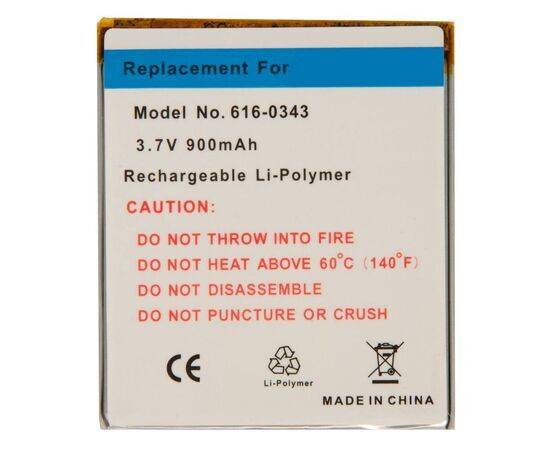 Replacement For
Model No. 616-0343
3.7V 900mAh
Rechargeable Li-Polymer
CAUTION:
DO NOT THROW INTO FIRE
DO NOT HEAT ABOVE 60°C (140°F)
DO NOT DISASSEMBLE
DO NOT PUNCTURE OR CRUSH
CE
Li-Polymer
MADE IN CHINA